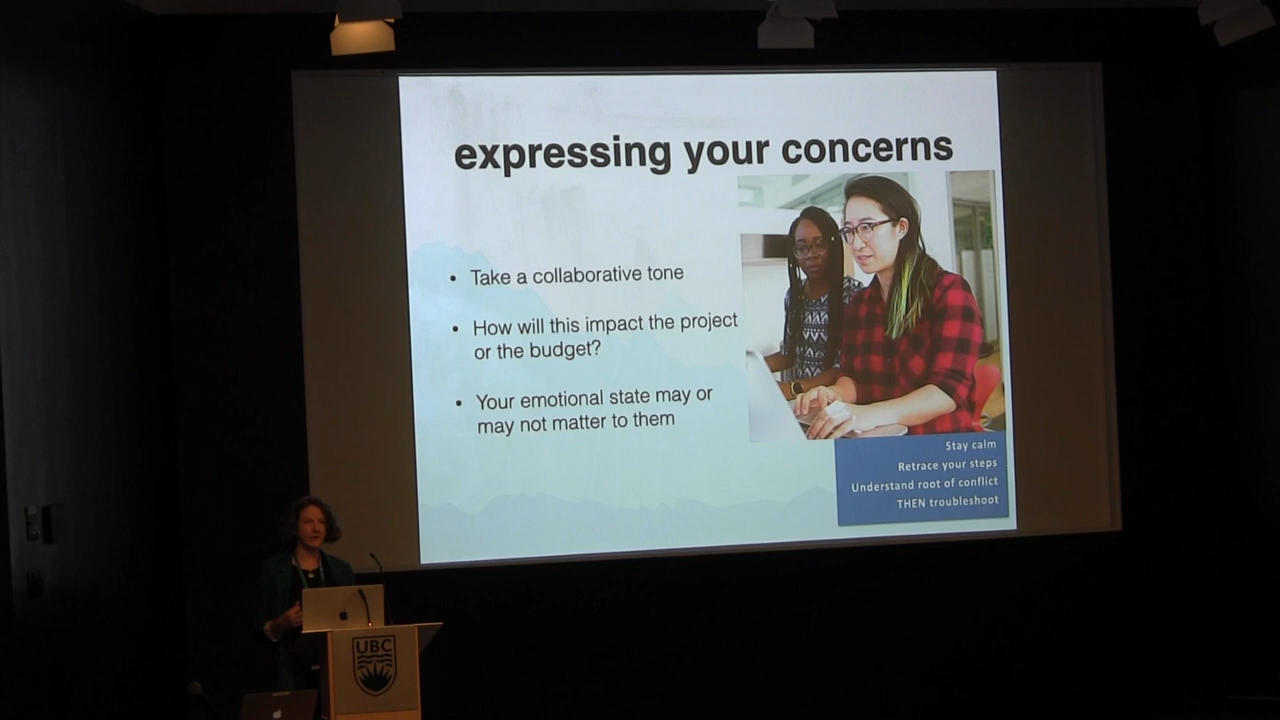 expressing your concerns
• Take a collaborative tone
• How will this impact the project
or the budget?
• Your emotional state may or
may not matter to them
Stay calm
Retrace your steps
Understand root of conflict
THEN troubleshoot
UBC